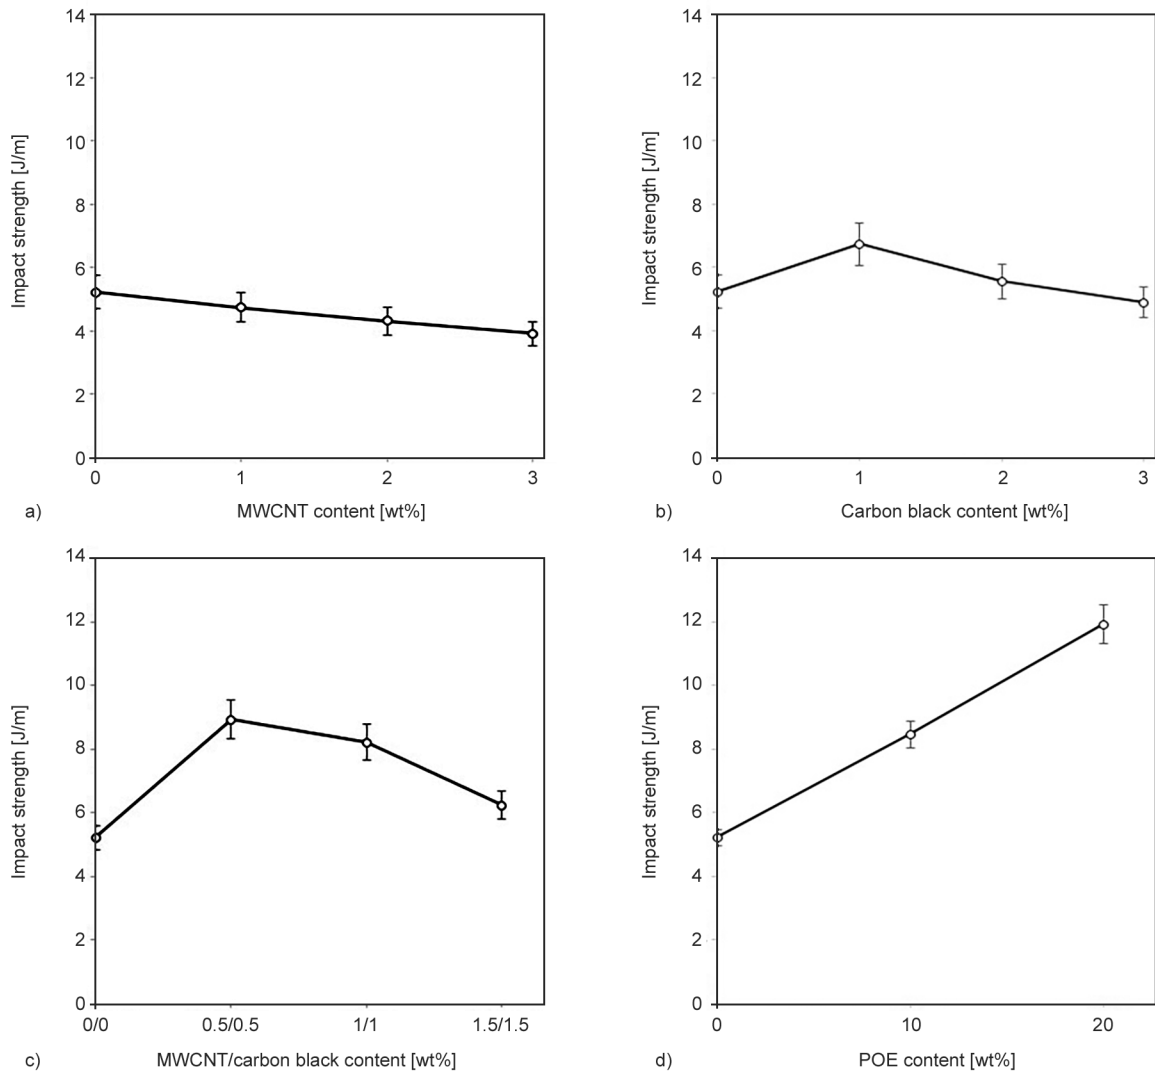 14
12
10
8
6
4
2
0
Impact strength [J/m]
0 1 2 3
a) MWCNT content [wt%]
14
12
10
8
6
4
2
0
Impact strength [J/m]
0 1 2 3
b) Carbon black content [wt%]
14
12
10
8
6
4
2
0
Impact strength [J/m]
0/0 0.5/0.5 1/1 1.5/1.5
c) MWCNT/carbon black content [wt%]
14
12
10
8
6
4
2
0
Impact strength [J/m]
0 10 20
d) POE content [wt%]